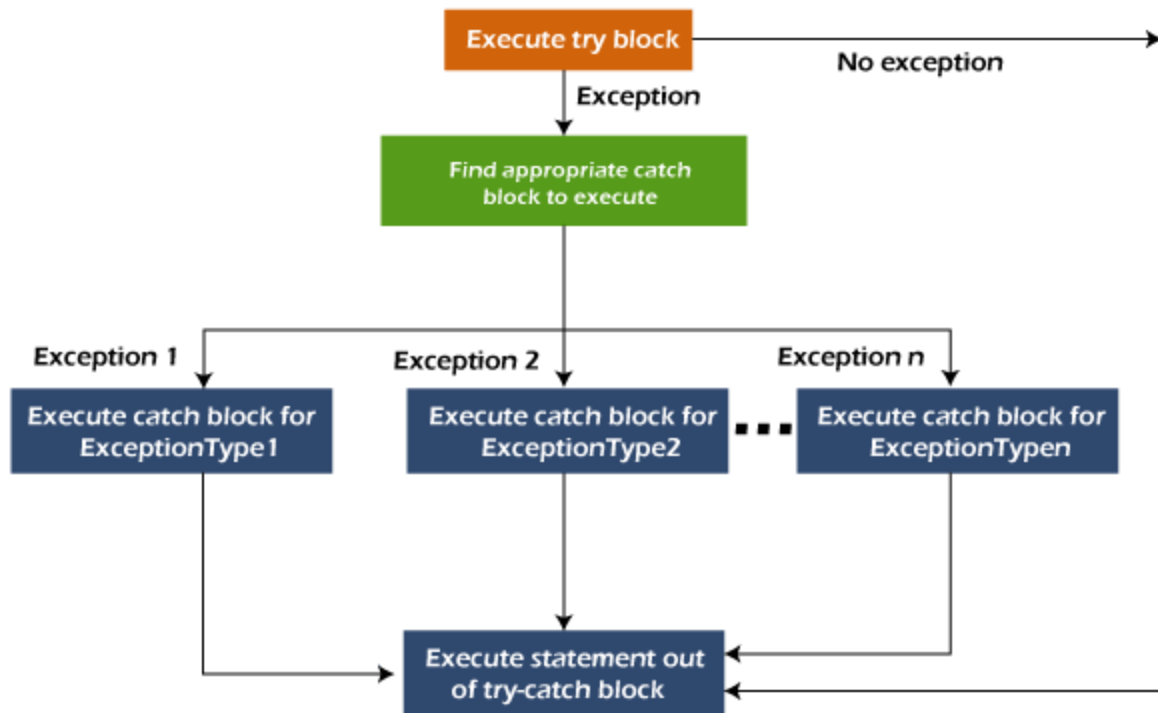 Execute try block
No exception
Exception
Find appropriate catch
block to execute
Exception 1
Exception 2
Exception n
Execute catch block for
ExceptionType1
Execute catch block for
ExceptionType2
Execute catch block for
ExceptionTypen
Execute statement out
of try-catch block